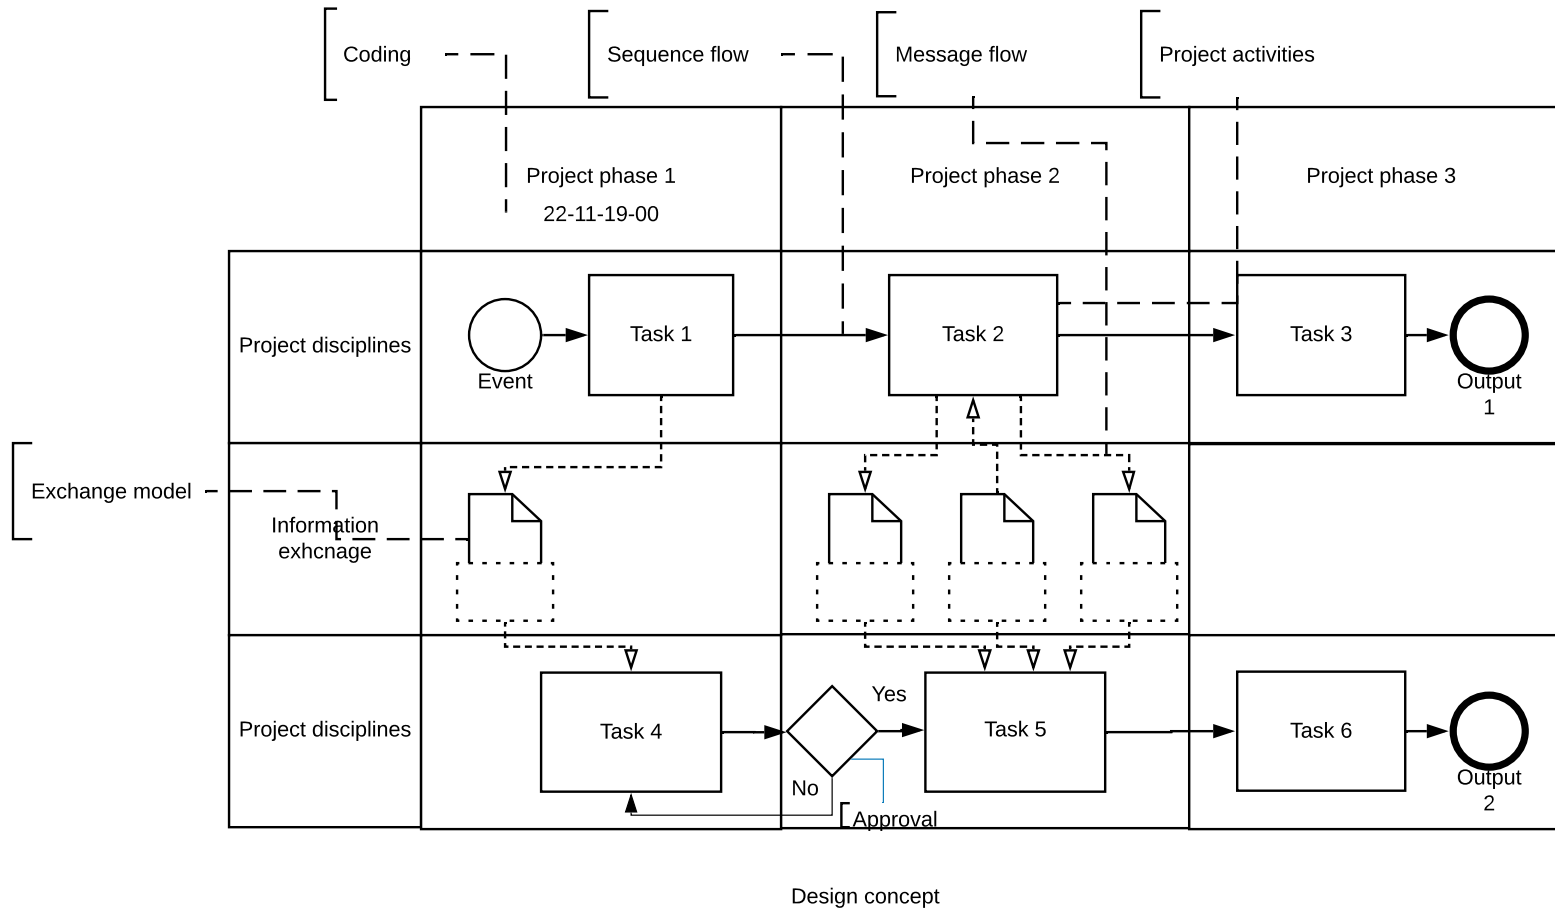 Coding
Sequence flow
Message flow
Project activities
Project phase 1
22-11-19-00
Project phase 2
Project phase 3
Project disciplines
Event
Task 1
Task 2
Task 3
Output
1
Exchange model
Information
exhcnage
Project disciplines
Task 4
Yes
No
Approval
Task 5
Task 6
Output
2
Design concept